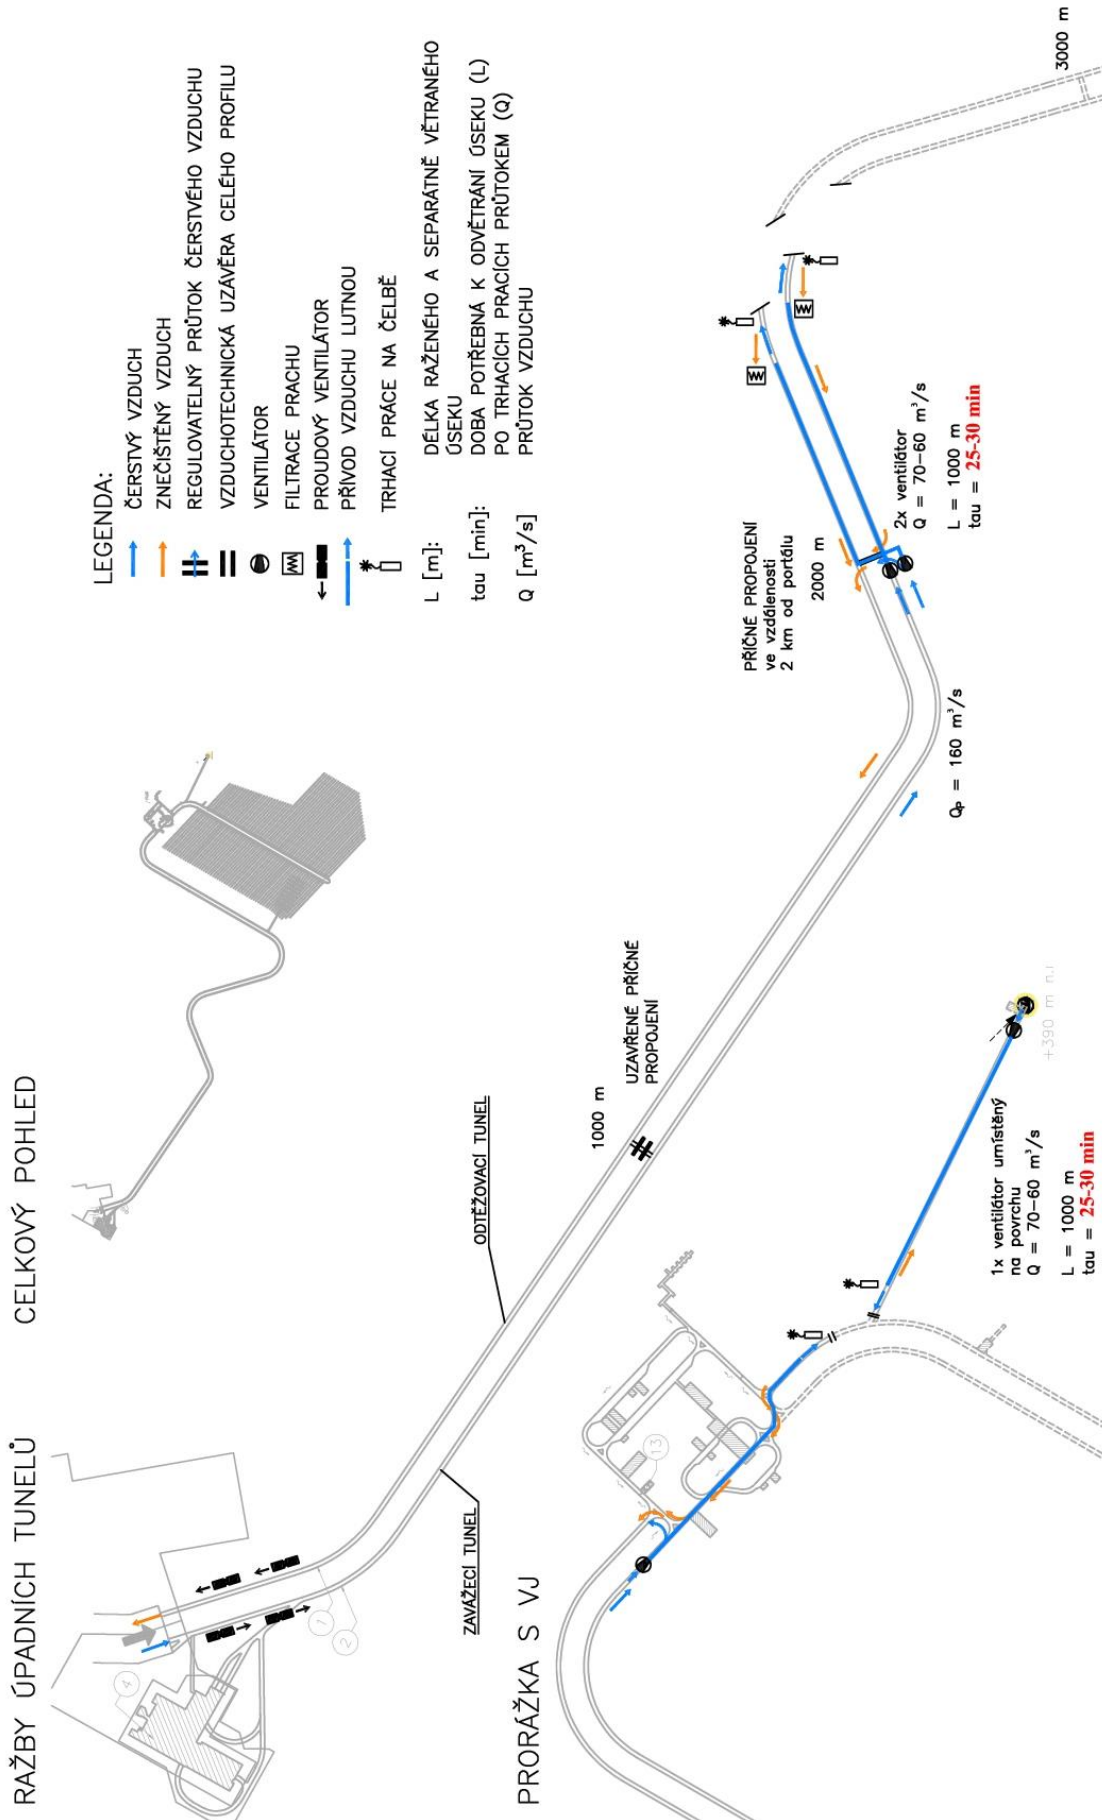 RAŽBY ÚPADNÍCH TUNELŮ
CELKOVÝ POHLED
LEGENDA:
ČERSTVÝ VZDUCH
ZNEČIŠTĚNÝ VZDUCH
REGULOVATELNÝ PRŮTOK ČERSTVÉHO VZDUCHU
VZDUCHOTECHNICKÁ UZÁVĚRA CELÉHO PROFILU
VENTILÁTOR
FILTRACE PRACHU
PROUDOVÝ VENTILÁTOR
PŘÍVOD VZDUCHU LUTNOU
TRHACÍ PRÁCE NA ČELBĚ
L [m]: DÉLKA RAŽENÉHO A SEPARÁTNĚ VĚTRANÉHO
ÚSEKU
tau [min]: DOBA POTŘEBNÁ K ODVĚTRÁNÍ ÚSEKU (L)
PO TRHACÍCH PRACÍCH PRŮTOKEM (Q)
Q [m³/s] PRŮTOK VZDUCHU
4
1
2
ODTĚŽOVACÍ TUNEL
ZAVÁŽECÍ TUNEL
1000 m
UZAVŘENÉ PŘÍČNÉ
PROPOJENÍ
PŘÍČNÉ PROPOJENÍ
ve vzdálenosti
2 km od portálu
2000 m
Qp = 160 m³/s
2x ventilátor
Q = 70-60 m³/s
L = 1000 m
tau = 25-30 min
3000 m
PRORÁŽKA S VJ
13
1x ventilátor umístěný
na povrchu
Q = 70-60 m³/s
L = 1000 m
tau = 25-30 min
+390 m n.